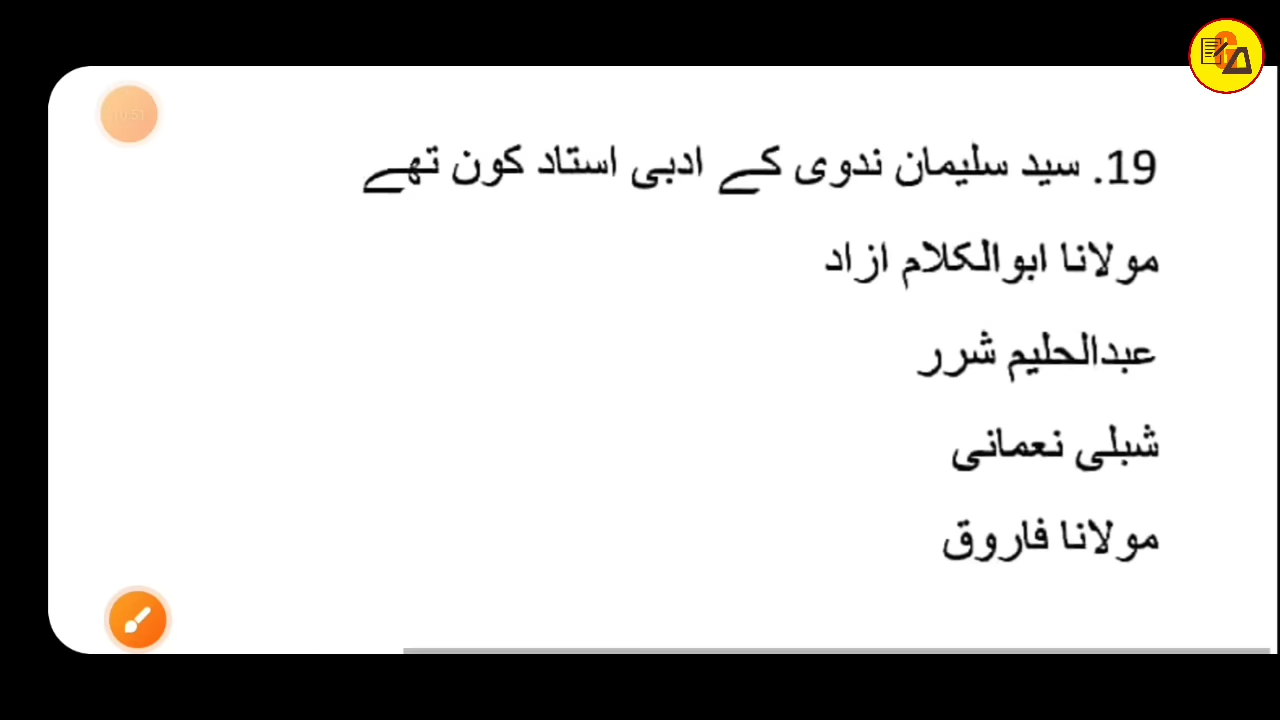 19. سید سلیمان ندوی کے ادبی استاد کون تھے
مولانا ابوالکلام ازاد
عبدالحلیم شرر
شبلی نعمانی
مولانا فاروق